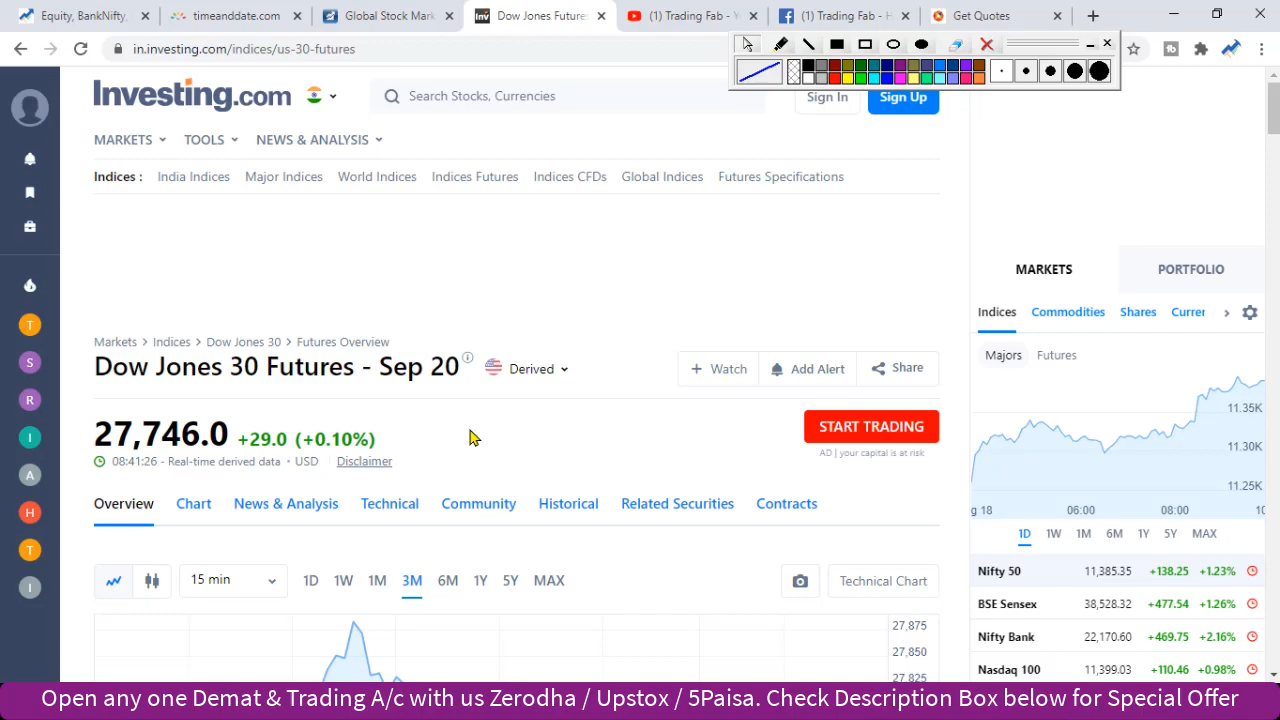 Equity, BankNifty,
timeanddate.com
Global Stock Mark
Dow Jones Future
(1) Trading Fab - Y
(1) Trading Fab - H
Get Quotes
in.investing.com/indices/us-30-futures
Investing.com
Search Stocks, Currencies
Sign In
Sign Up
MARKETS
TOOLS
NEWS & ANALYSIS
Indices :
India Indices
Major Indices
World Indices
Indices Futures
Indices CFDs
Global Indices
Futures Specifications
Markets > Indices > Dow Jones 30 > Futures Overview
Dow Jones 30 Futures - Sep 20
Derived
Watch
Add Alert
Share
27,746.0 +29.0 (+0.10%)
08:41:26 - Real-time derived data • USD
Disclaimer
START TRADING
AD | your capital is at risk
Overview
Chart
News & Analysis
Technical
Community
Historical
Related Securities
Contracts
15 min
1D
1W
1M
3M
6M
1Y
5Y
MAX
Technical Chart
27,875
27,850
27,825
MARKETS
PORTFOLIO
Indices
Commodities
Shares
Curre
Majors
Futures
11.35K
11.30K
11.25K
g 18
06:00
08:00
10
1D
1W
1M
6M
1Y
5Y
MAX
Nifty 50 11,385.35 +138.25 +1.23%
BSE Sensex 38,528.32 +477.54 +1.26%
Nifty Bank 22,170.60 +469.75 +2.16%
Nasdaq 100 11,399.03 +110.46 +0.98%
T
S
R
I
A
H
T
I
Open any one Demat & Trading A/c with us Zerodha / Upstox / 5Paisa. Check Description Box below for Special Offer